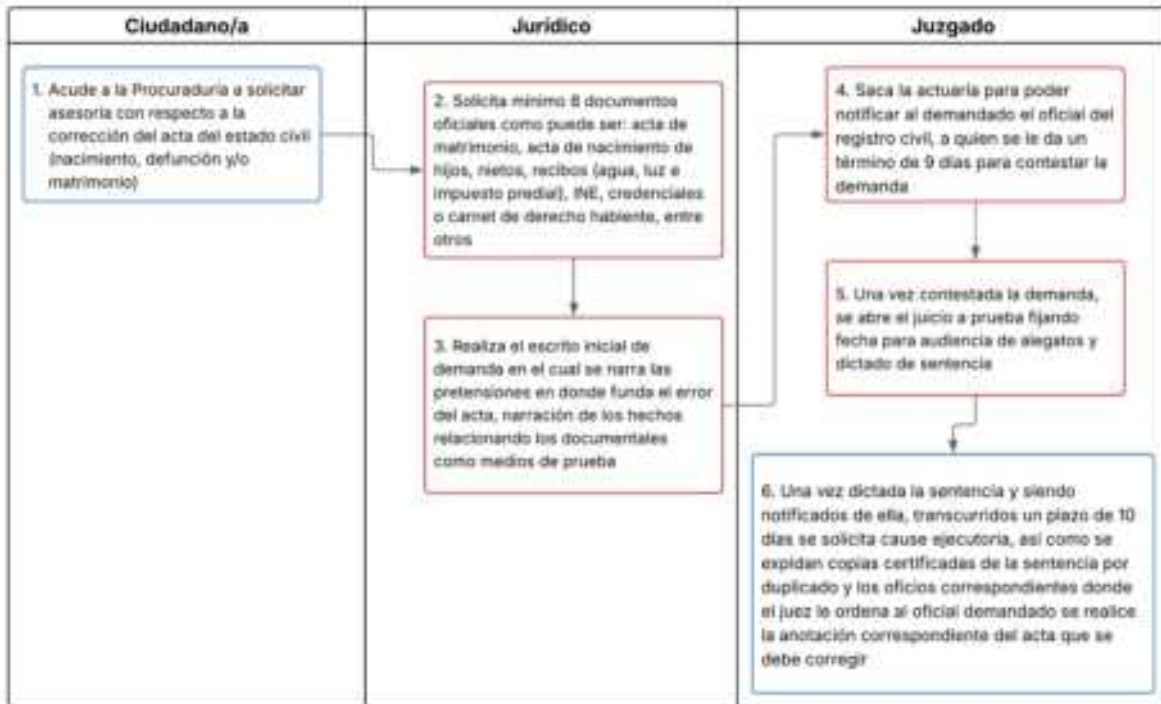 Ciudadano/a
Jurídico
Juzgado
1. Acude a la Procuraduría a solicitar
asesoría con respecto a la
corrección del acta del estado civil
(nacimiento, defunción y/o
matrimonio)
2. Solicita mínimo 8 documentos
oficiales como puede ser: acta de
matrimonio, acta de nacimiento de
hijos, nietos, recibos (agua, luz e
impuesto predial), INE, credenciales
o carnet de derecho habiente, entre
otros
3. Realiza el escrito inicial de
demanda en el cual se narra las
pretensiones en donde funda el error
del acta, narración de los hechos
relacionando los documentales
como medios de prueba
4. Saca la actuaría para poder
notificar al demandado el oficial del
registro civil, a quien se le da un
término de 9 días para contestar la
demanda
5. Una vez contestada la demanda,
se abre el juicio a prueba fijando
fecha para audiencia de alegatos y
dictado de sentencia
6. Una vez dictada la sentencia y siendo
notificados de ella, transcurridos un plazo de 10
días se solicita cause ejecutoria, así como se
expidan copias certificadas de la sentencia por
duplicado y los oficios correspondientes donde
el juez le ordena al oficial demandado se realice
la anotación correspondiente del acta que se
debe corregir